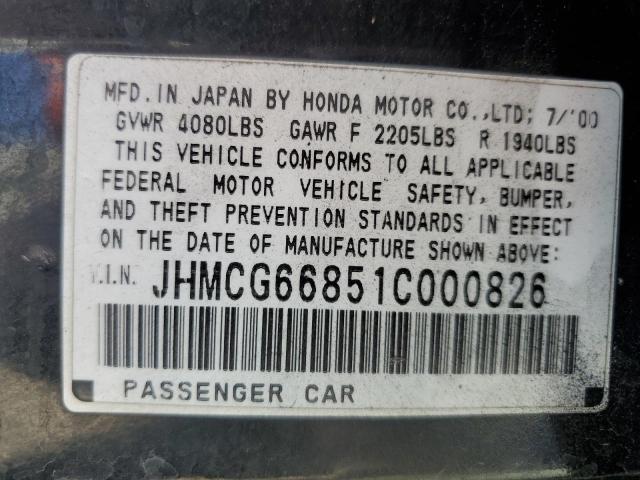 MFD. IN JAPAN BY HONDA MOTOR CO.,LTD; 7/'00
GVWR 4080LBS GAWR F 2205LBS R 1940LBS
THIS VEHICLE CONFORMS TO ALL APPLICABLE
FEDERAL MOTOR VEHICLE SAFETY, BUMPER,
AND THEFT PREVENTION STANDARDS IN EFFECT
ON THE DATE OF MANUFACTURE SHOWN ABOVE:
V.I.N. JHMCG66851C000826
PASSENGER CAR